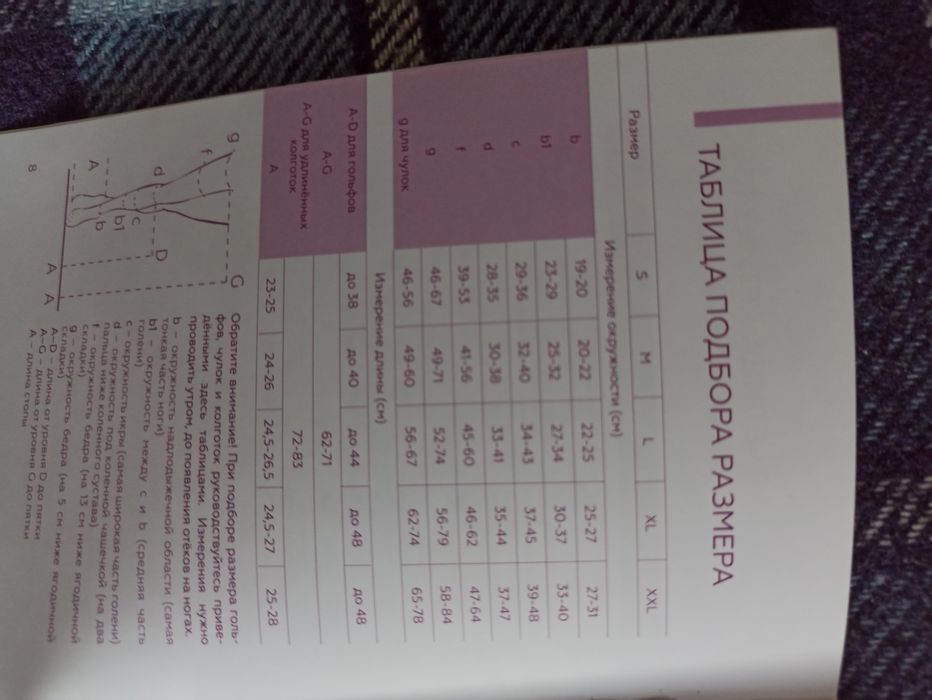 ТАБЛИЦА ПОДБОРА РАЗМЕРА
Размер S M L XL XXL
Измерение окружности (см)
b 19-20 20-22 22-25 25-27 27-31
b1 23-29 25-32 27-34 30-37 33-40
c 29-36 32-40 34-43 37-45 39-48
d 28-35 30-38 33-41 35-44 37-47
f 39-53 41-56 45-60 46-62 47-64
g 46-67 49-71 52-74 56-79 58-84
g для чулок 46-56 49-60 56-67 62-74 65-78
Измерение длины (см)
A-D для гольфов до 38 до 40 до 44 до 48 до 48
A-G 62-71
A-G для удлинённых
колготок 72-83
A 23-25 24-26 24,5-26,5 24,5-27 25-28
g
f
d
c
b1
b
A
G
D
A
A
Обратите внимание! При подборе размера голь-
фов, чулок и колготок руководствуйтесь приве-
дёнными здесь таблицами. Измерения нужно
проводить утром, до появления отёков на ногах.
b – окружность надлодыжечной области (самая
тонкая часть ноги)
b1 – окружность между c и b (средняя часть
голени)
c – окружность икры (самая широкая часть голени)
d – окружность под коленной чашечкой (на два
пальца ниже коленного сустава)
f – окружность бедра (на 13 см ниже ягодичной
складки)
g – окружность бедра (на 5 см ниже ягодичной
складки)
A-D – длина от уровня D до пятки
A-G – длина от уровня G до пятки
A – длина стопы
8